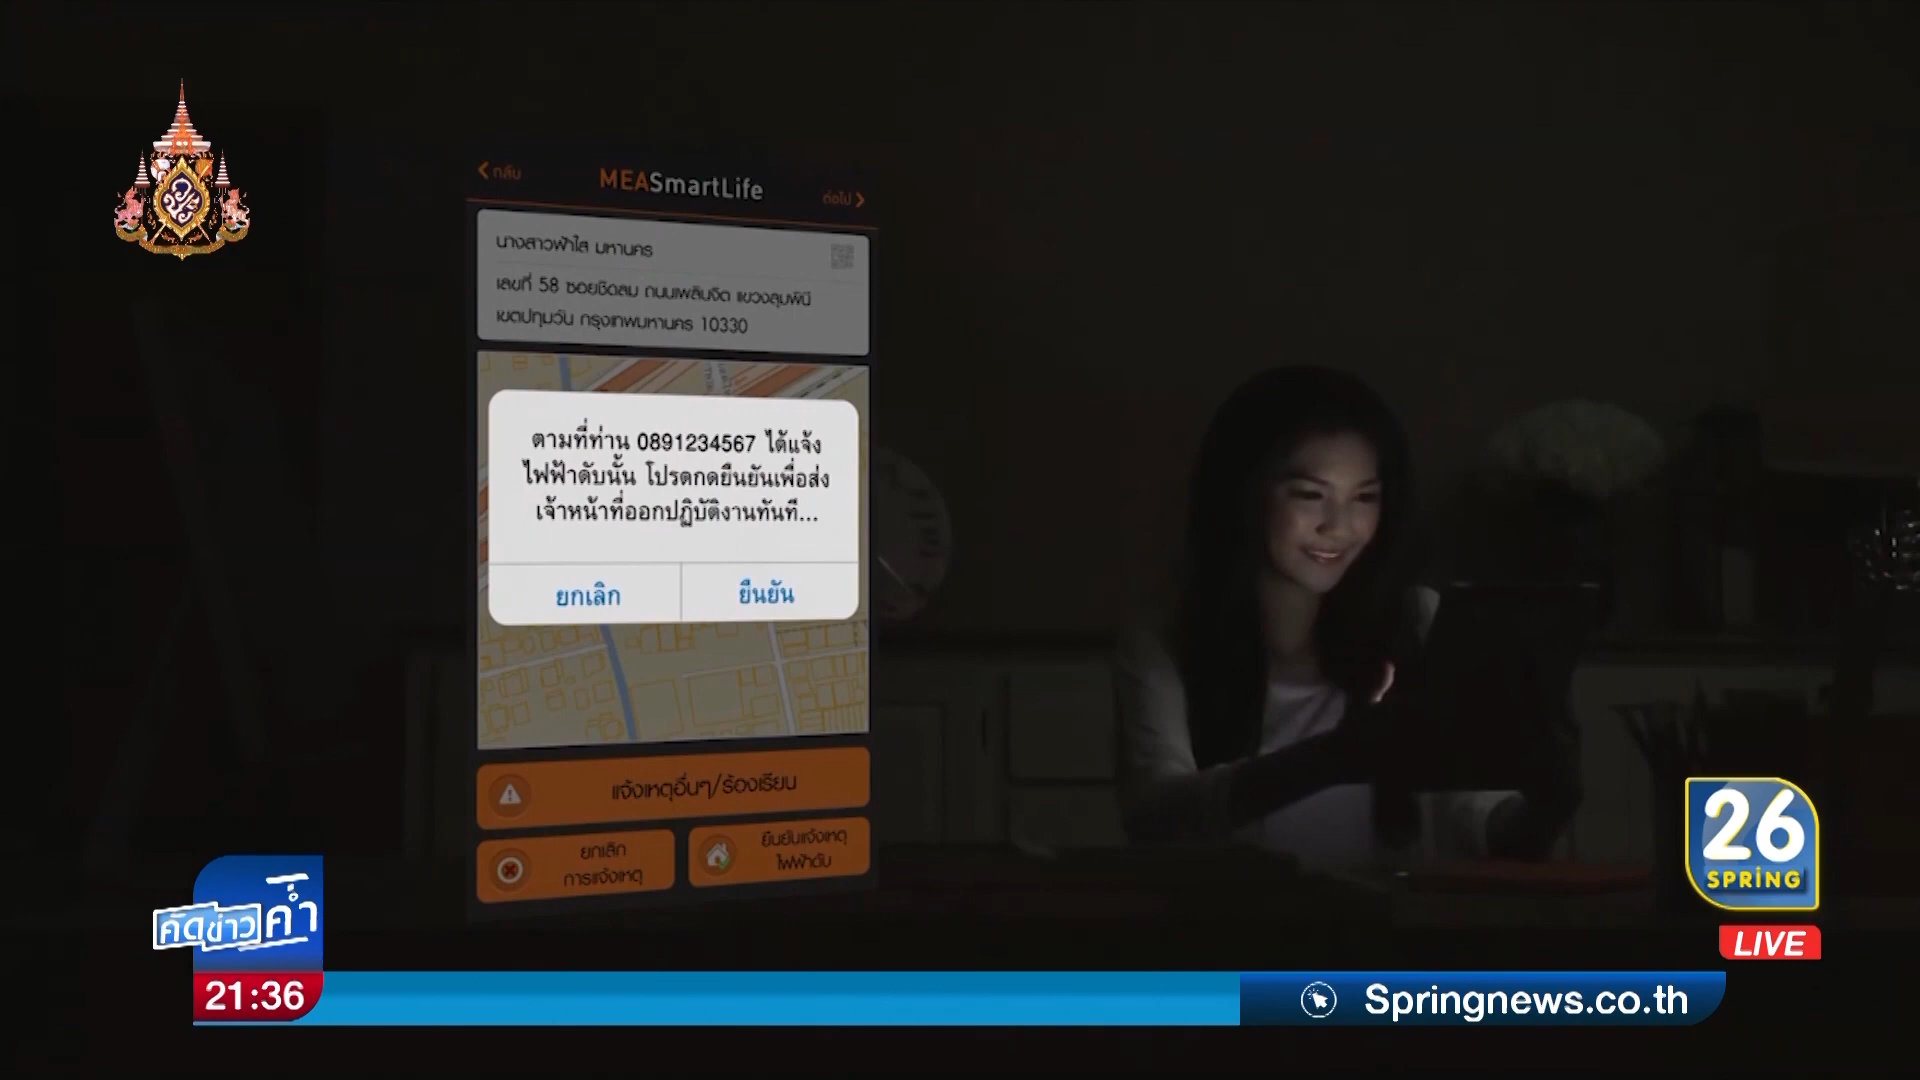 กลับ
MEASmartLife
ต่อไป
นางสาวฟ้าใส มหานคร
เลขที่ 58 ซอยชิดลม ถนนเพลินจิต แขวงลุมพินี
เขตปทุมวัน กรุงเทพมหานคร 10330
ตามที่ท่าน 0891234567 ได้แจ้ง
ไฟฟ้าดับนั้น โปรดกดยืนยันเพื่อส่ง
เจ้าหน้าที่ออกปฏิบัติงานทันที...
ยกเลิก
ยืนยัน
แจ้งเหตุอื่นๆ/ร้องเรียน
ยกเลิก
การแจ้งเหตุ
ยืนยันแจ้งเหตุ
ไฟฟ้าดับ
26
SPRiNG
LIVE
คัดข่าวค่ำ
21:36
Springnews.co.th